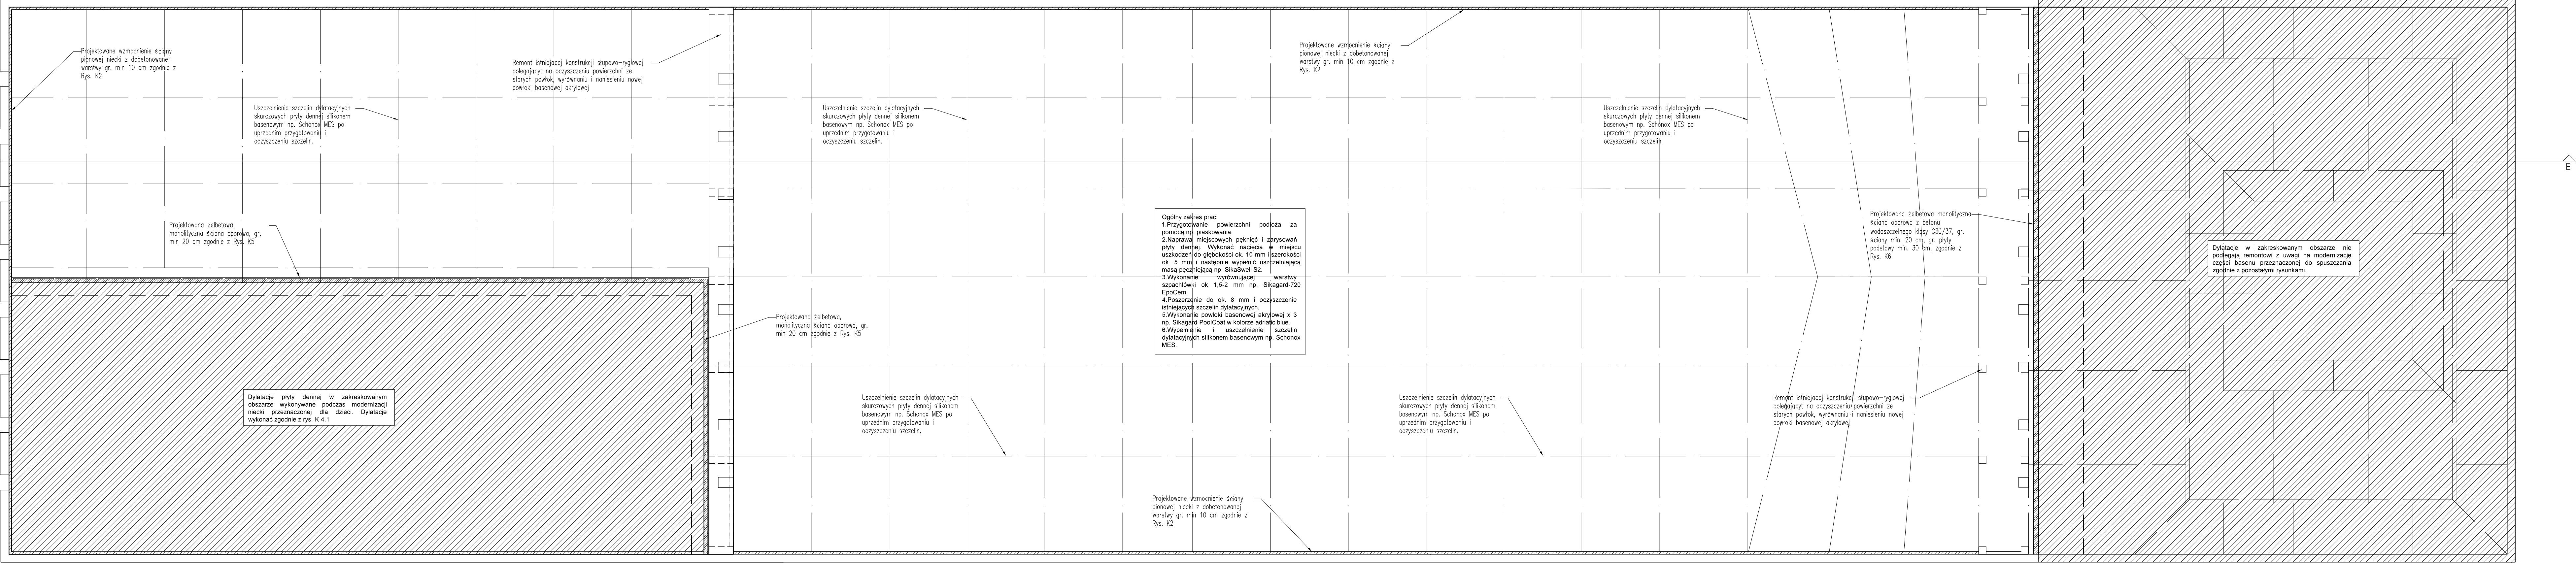 Projektowane wzmocnienie ściany
pionowej niecki z dobetonowanej
warstwy gr. min 10 cm zgodnie z
Rys. K2
Remont istniejącej konstrukcji słupowo-ryglowej
polegającyt na oczyszczeniu powierzchni ze
starych powłok, wyrównaniu i naniesieniu nowej
powłoki basenowej akrylowej
Projektowane wzmocnienie ściany
pionowej niecki z dobetonowanej
warstwy gr. min 10 cm zgodnie z
Rys. K2
Uszczelnienie szczelin dylatacyjnych
skurczowych płyty dennej silikonem
basenowym np. Schonox MES po
uprzednim przygotowaniu i
oczyszczeniu szczelin.
Uszczelnienie szczelin dylatacyjnych
skurczowych płyty dennej silikonem
basenowym np. Schonox MES po
uprzednim przygotowaniu i
oczyszczeniu szczelin.
Uszczelnienie szczelin dylatacyjnych
skurczowych płyty dennej silikonem
basenowym np. Schonox MES po
uprzednim przygotowaniu i
oczyszczeniu szczelin.
E
Projektowana żelbetowa,
monolityczna ściana oporowa, gr.
min 20 cm zgodnie z Rys. K5
Ogólny zakres prac:
1.Przygotowanie powierzchni podłoża za
pomocą np. piaskowania.
2.Naprawa miejscowych pęknięć i zarysowań
płyty dennej. Wykonać nacięcia w miejscu
uszkodzeń do głębokości ok. 10 mm i szerokości
ok. 5 mm i następnie wypełnić uszczelniającą
masą pęczniejącą np. SikaSwell S2.
3.Wykonanie wyrównującej warstwy
szpachlówki ok 1,5-2 mm np. Sikagard-720
EpoCem.
4.Poszerzenie do ok. 8 mm i oczyszczenie
istniejących szczelin dylatacyjnych.
5.Wykonanie powłoki basenowej akrylowej x 3
np. Sikagard PoolCoat w kolorze adriatic blue.
6.Wypełnienie i uszczelnienie szczelin
dylatacyjnych silikonem basenowym np. Schonox
MES.
Projektowana żelbetowa monolityczna
ściana oporowa z betonu
wodoszczelnego klasy C30/37, gr.
ściany min. 20 cm, gr. płyty
podstawy min. 30 cm, zgodnie z
Rys. K6
Dylatacje w zakreskowanym obszarze nie
podlegają remontowi z uwagi na modernizację
części basenu przeznaczonej do spuszczania
zgodnie z pozostałymi rysunkami.
Projektowana żelbetowa,
monolityczna ściana oporowa, gr.
min 20 cm zgodnie z Rys. K5
Dylatacje płyty dennej w zakreskowanym
obszarze wykonywane podczas modernizacji
niecki przeznaczonej dla dzieci. Dylatacje
wykonać zgodnie z rys. K 4.1
Uszczelnienie szczelin dylatacyjnych
skurczowych płyty dennej silikonem
basenowym np. Schonox MES po
uprzednim przygotowaniu i
oczyszczeniu szczelin.
Uszczelnienie szczelin dylatacyjnych
skurczowych płyty dennej silikonem
basenowym np. Schonox MES po
uprzednim przygotowaniu i
oczyszczeniu szczelin.
Remont istniejącej konstrukcji słupowo-ryglowej
polegającyt na oczyszczeniu powierzchni ze
starych powłok, wyrównaniu i naniesieniu nowej
powłoki basenowej akrylowej
Projektowane wzmocnienie ściany
pionowej niecki z dobetonowanej
warstwy gr. min 10 cm zgodnie z
Rys. K2